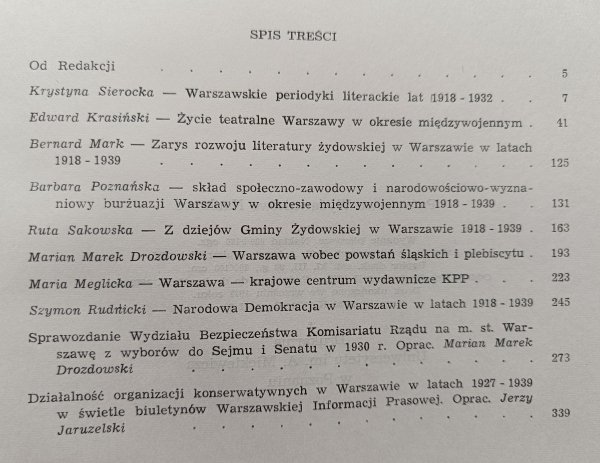 SPIS TREŚCI
Od Redakcji . . . . . . . . . . . . 5
Krystyna Sierocka — Warszawskie periodyki literackie lat 1918 - 1932 . . 7
Edward Krasiński — Życie teatralne Warszawy w okresie międzywojennym . 41
Bernard Mark — Zarys rozwoju literatury żydowskiej w Warszawie w latach
1918 - 1939 . . . . . . . . . . . . 125
Barbara Poznańska — skład społeczno-zawodowy i narodowościowo-wyzna-
niowy burżuazji Warszawy w okresie międzywojennym 1918 - 1939 . . 131
Ruta Sakowska — Z dziejów Gminy Żydowskiej w Warszawie 1918 - 1939 . 163
Marian Marek Drozdowski — Warszawa wobec powstań śląskich i plebiscytu . 193
Maria Meglicka — Warszawa — krajowe centrum wydawnicze KPP . . . 223
Szymon Rudnicki — Narodowa Demokracja w Warszawie w latach 1918 - 1939 245
Sprawozdanie Wydziału Bezpieczeństwa Komisariatu Rządu na m. st. War-
szawę z wyborów do Sejmu i Senatu w 1930 r. Oprac. Marian Marek
Drozdowski . . . . . . . . . . . . 273
Działalność organizacji konserwatywnych w Warszawie w latach 1927 - 1939
w świetle biuletynów Warszawskiej Informacji Prasowej. Oprac. Jerzy
Jaruzelski . . . . . . . . . . . . 339